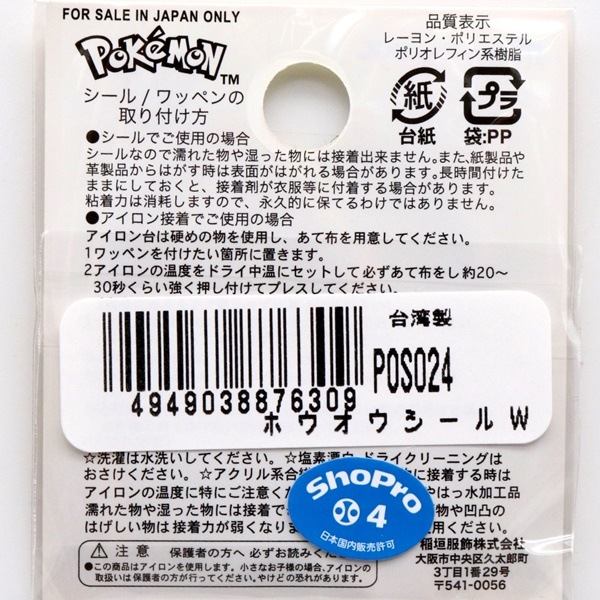 FOR SALE IN JAPAN ONLY
POKéMON TM
シール/ワッペンの
取り付け方
品質表示
レーヨン・ポリエステル
ポリオレフィン系樹脂
紙
プラ
台紙
袋:PP
●シールでご使用の場合
シールなので濡れた物や湿った物には接着出来ません。また、紙製品や
革製品からはがす時は表面がはがれる場合があります。長時間付けた
ままにしておくと、接着剤が衣服等に付着する場合があります。
粘着力は消耗しますので、永久的に保てるわけではありません。
●アイロン接着でご使用の場合
アイロン台は硬めの物を使用し、あて布を用意してください。
1ワッペンを付けたい箇所に置きます。
2アイロンの温度をドライ中温にセットして必ずあて布をし約20〜
30秒くらい強く押し付けてプレスしてください。
台湾製
POS024
4949038876309
ホウオウシールW
☆洗濯は水洗いしてください。☆塩素漂白、ドライクリーニングは
おさけください。☆アクリル系合 に接着する時は
アイロンの温度に特にご注意くだ やはっ水加工品
濡れた物や湿った物には使用で 物や凹凸の
はげしい物は接着力が弱くなりま 使用ください。
ShoPro
4
日本国内販売許可
⚠注意 保護者の方へ 必ずお読みくだ
●この商品はアイロンを使用します。小さなお子様の場合、アイロンの
取扱いは保護者の方が行ってください。やけどの恐れがあります。
稲垣服飾株式会社
大阪市中央区久太郎町
3丁目1番29号
〒541-0056